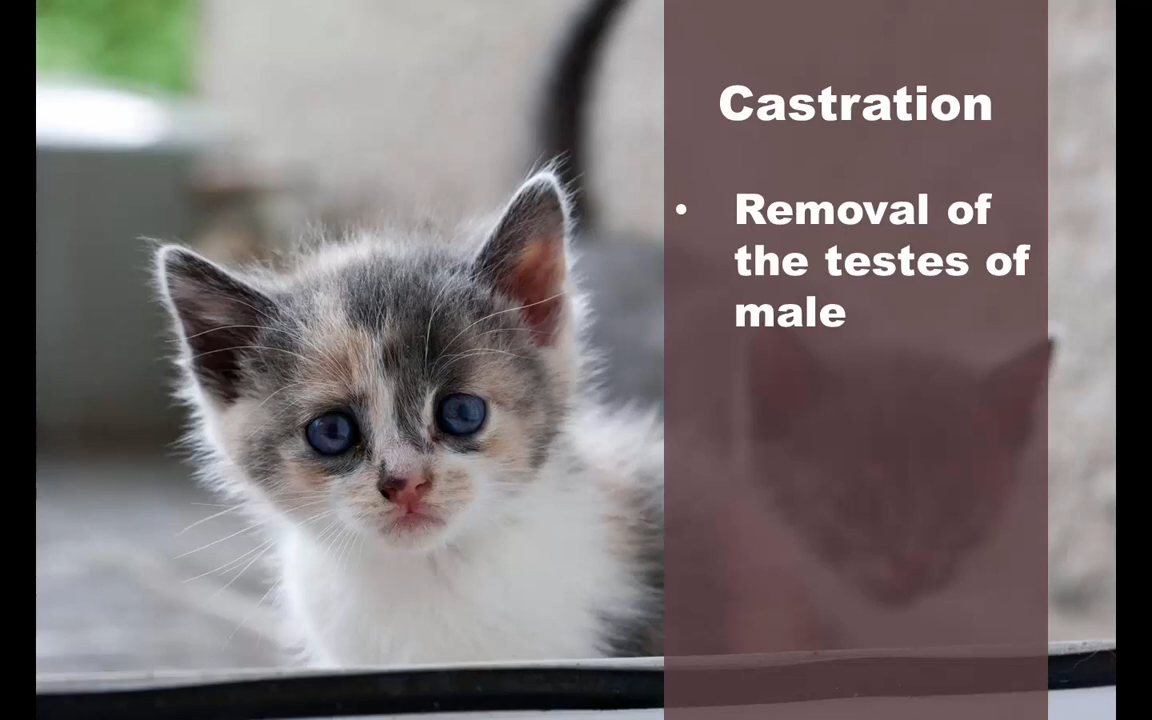 Castration
• Removal of
the testes of
male